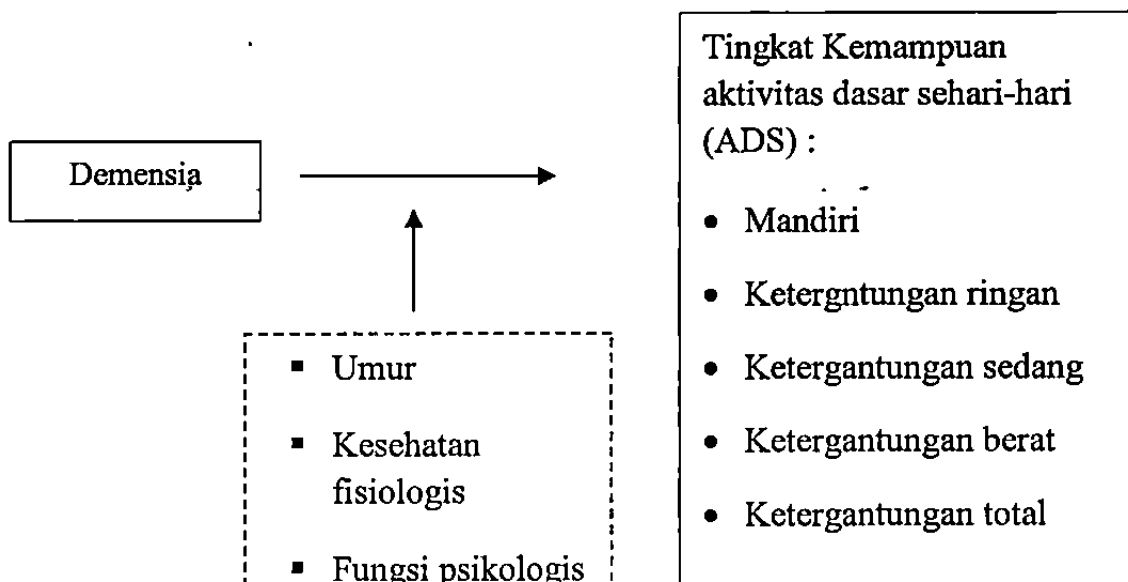 Demensia
Tingkat Kemampuan
aktivitas dasar sehari-hari
(ADS) :
• Mandiri
• Ketergntungan ringan
• Ketergantungan sedang
• Ketergantungan berat
• Ketergantungan total
▪ Umur
▪ Kesehatan
fisiologis
▪ Fungsi psikologis